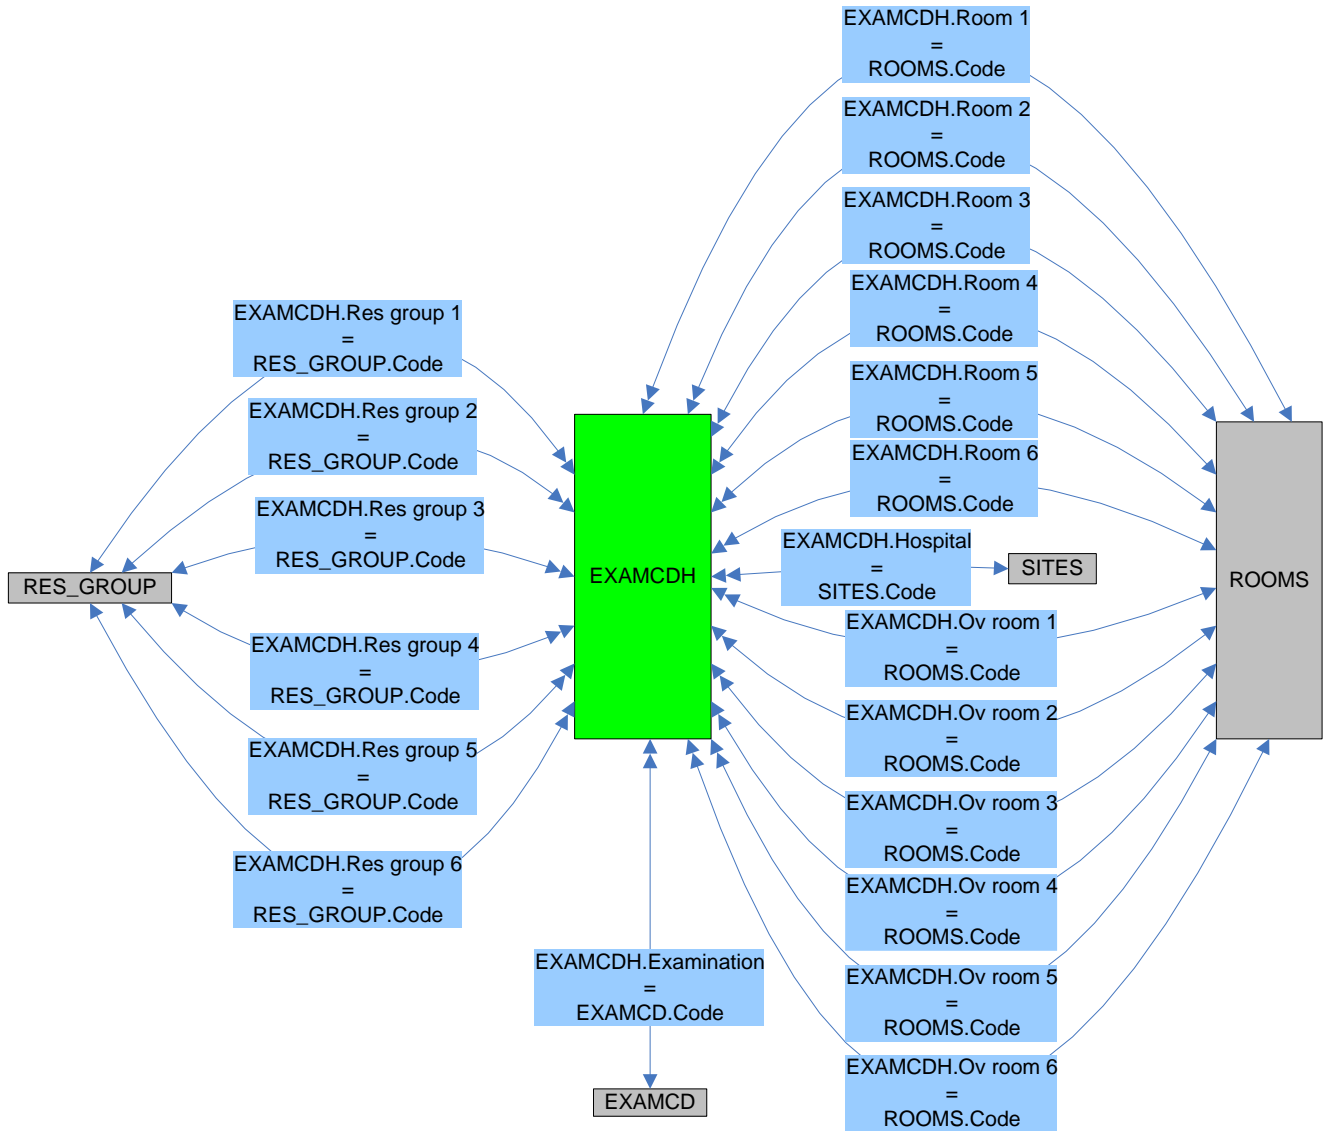 EXAMCDH.Room 1
=
ROOMS.Code
EXAMCDH.Room 2
=
ROOMS.Code
EXAMCDH.Room 3
=
ROOMS.Code
EXAMCDH.Room 4
=
ROOMS.Code
EXAMCDH.Room 5
=
ROOMS.Code
EXAMCDH.Room 6
=
ROOMS.Code
EXAMCDH.Res group 1
=
RES_GROUP.Code
EXAMCDH.Res group 2
=
RES_GROUP.Code
EXAMCDH.Res group 3
=
RES_GROUP.Code
RES_GROUP
EXAMCDH.Res group 4
=
RES_GROUP.Code
EXAMCDH.Res group 5
=
RES_GROUP.Code
EXAMCDH.Res group 6
=
RES_GROUP.Code
EXAMCDH
EXAMCDH.Hospital
=
SITES.Code
SITES
ROOMS
EXAMCDH.Ov room 1
=
ROOMS.Code
EXAMCDH.Ov room 2
=
ROOMS.Code
EXAMCDH.Ov room 3
=
ROOMS.Code
EXAMCDH.Ov room 4
=
ROOMS.Code
EXAMCDH.Ov room 5
=
ROOMS.Code
EXAMCDH.Ov room 6
=
ROOMS.Code
EXAMCDH.Examination
=
EXAMCD.Code
EXAMCD